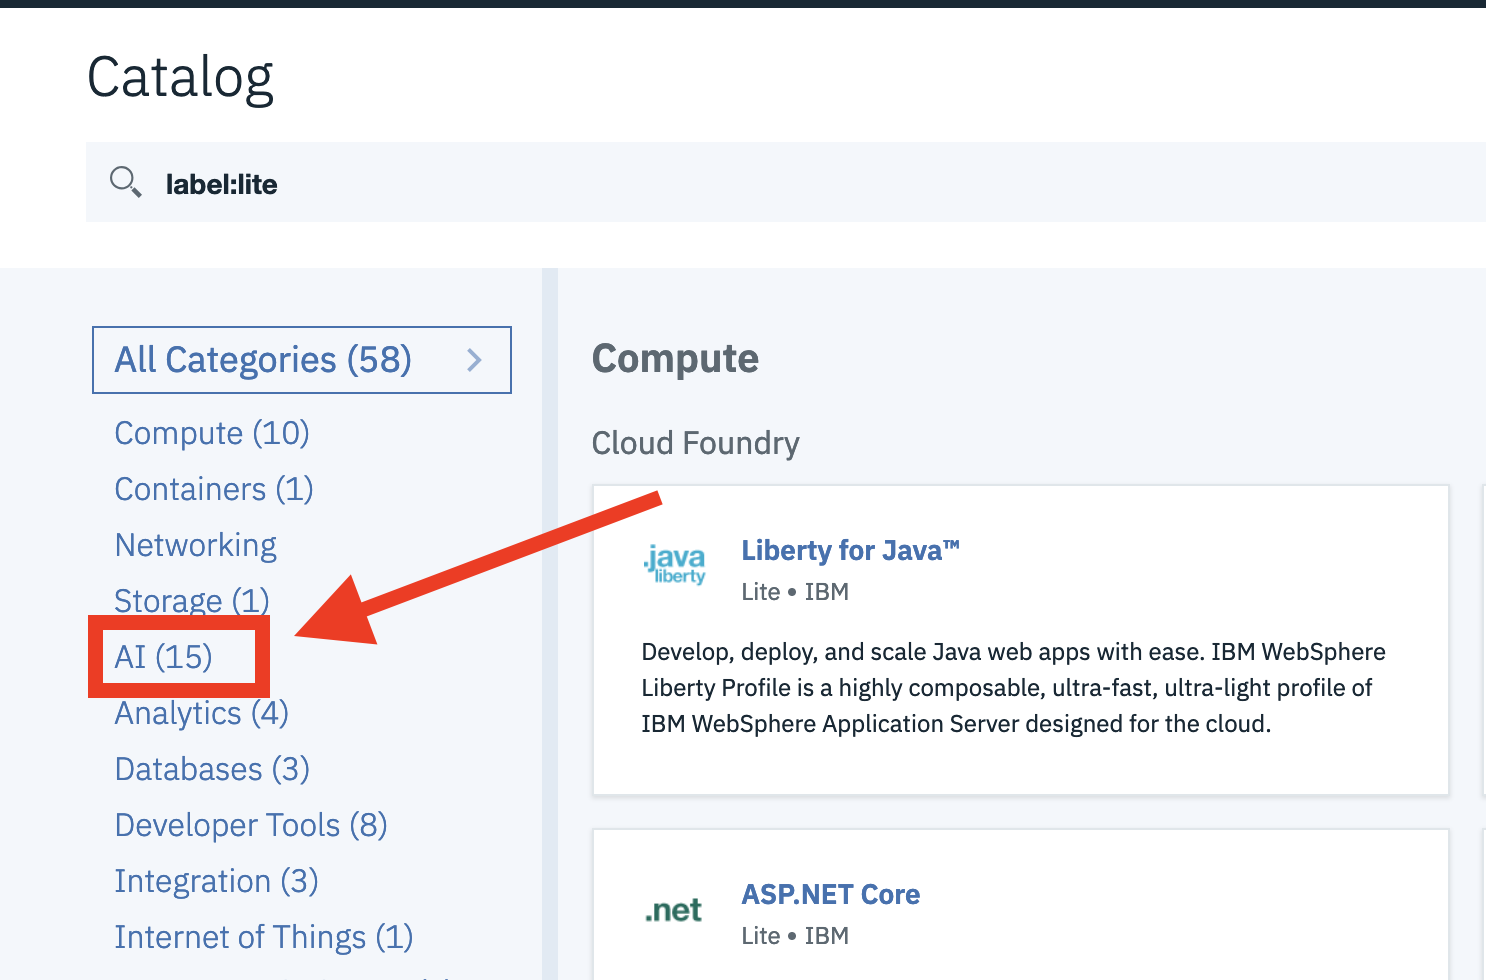 Catalog
label:lite
All Categories (58)
Compute (10)
Containers (1)
Networking
Storage (1)
AI (15)
Analytics (4)
Databases (3)
Developer Tools (8)
Integration (3)
Internet of Things (1)
Compute
Cloud Foundry
.java
liberty
Liberty for Java™
Lite • IBM
Develop, deploy, and scale Java web apps with ease. IBM WebSphere
Liberty Profile is a highly composable, ultra-fast, ultra-light profile of
IBM WebSphere Application Server designed for the cloud.
.net
ASP.NET Core
Lite • IBM